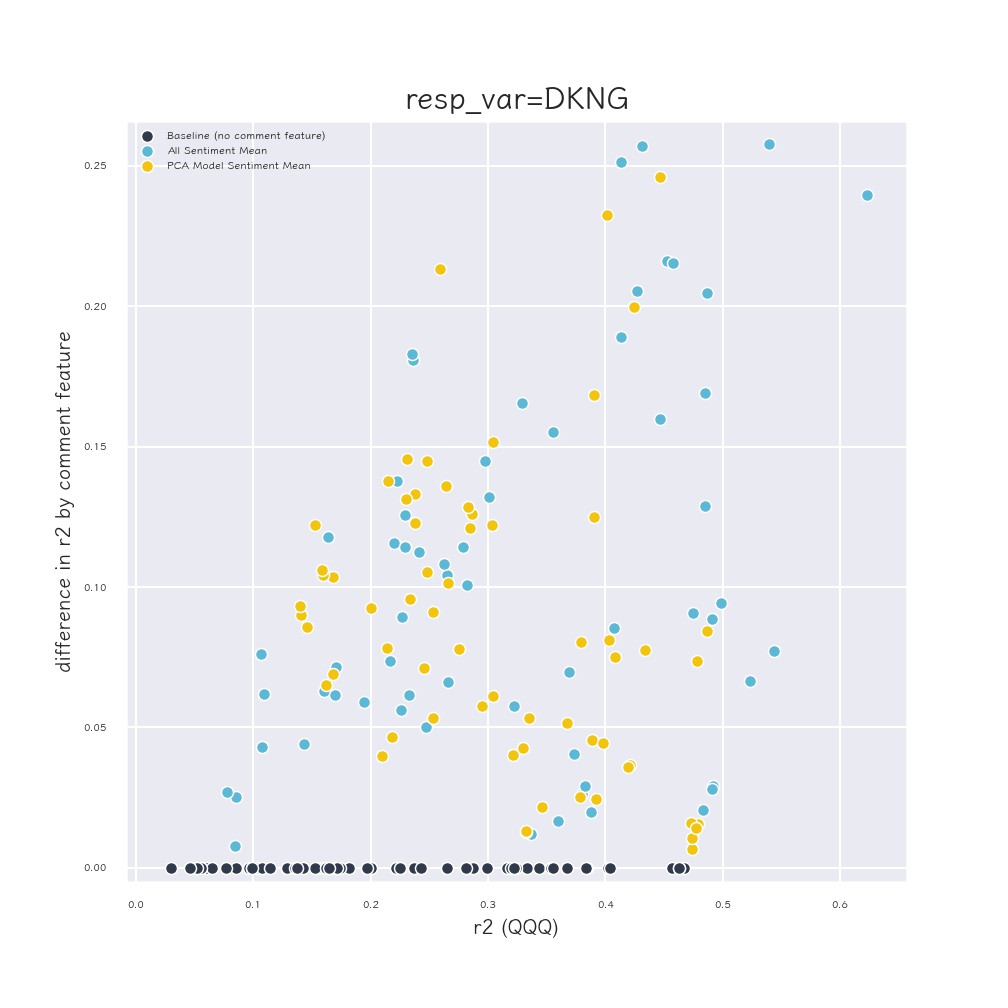 resp_var=DKNG
Baseline (no comment feature)
All Sentiment Mean
PCA Model Sentiment Mean
0.25
0.20
0.15
0.10
0.05
0.00
difference in r2 by comment feature
0.0 0.1 0.2 0.3 0.4 0.5 0.6
r2 (QQQ)